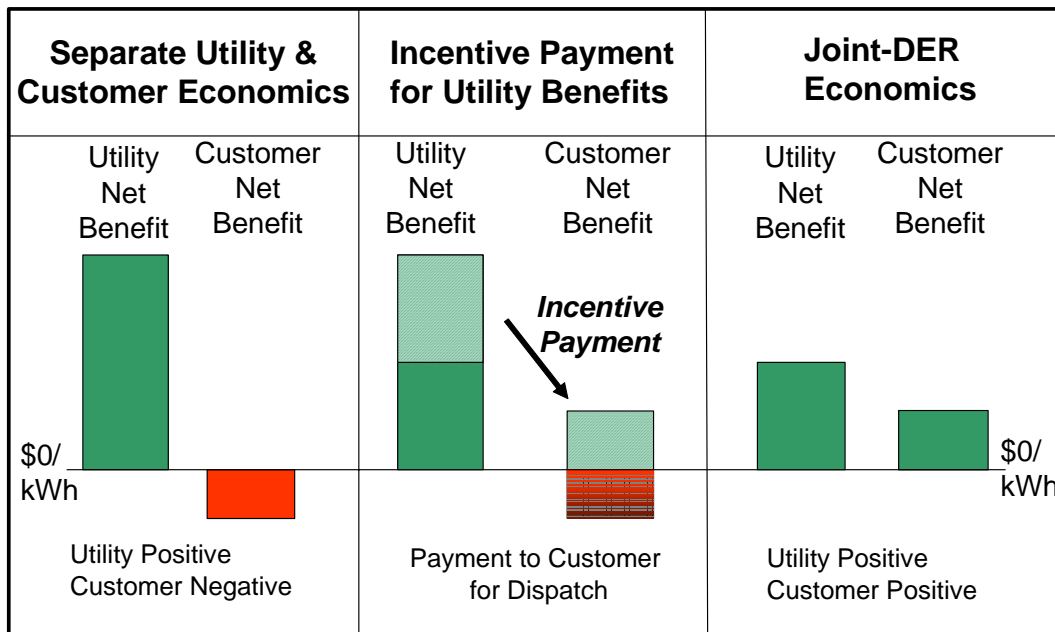 Separate Utility &
Customer Economics
Incentive Payment
for Utility Benefits
Joint-DER
Economics
Utility
Net
Benefit
Customer
Net
Benefit
Utility
Net
Benefit
Customer
Net
Benefit
Utility
Net
Benefit
Customer
Net
Benefit
Incentive
Payment
$0/
kWh
$0/
kWh
Utility Positive
Customer Negative
Payment to Customer
for Dispatch
Utility Positive
Customer Positive